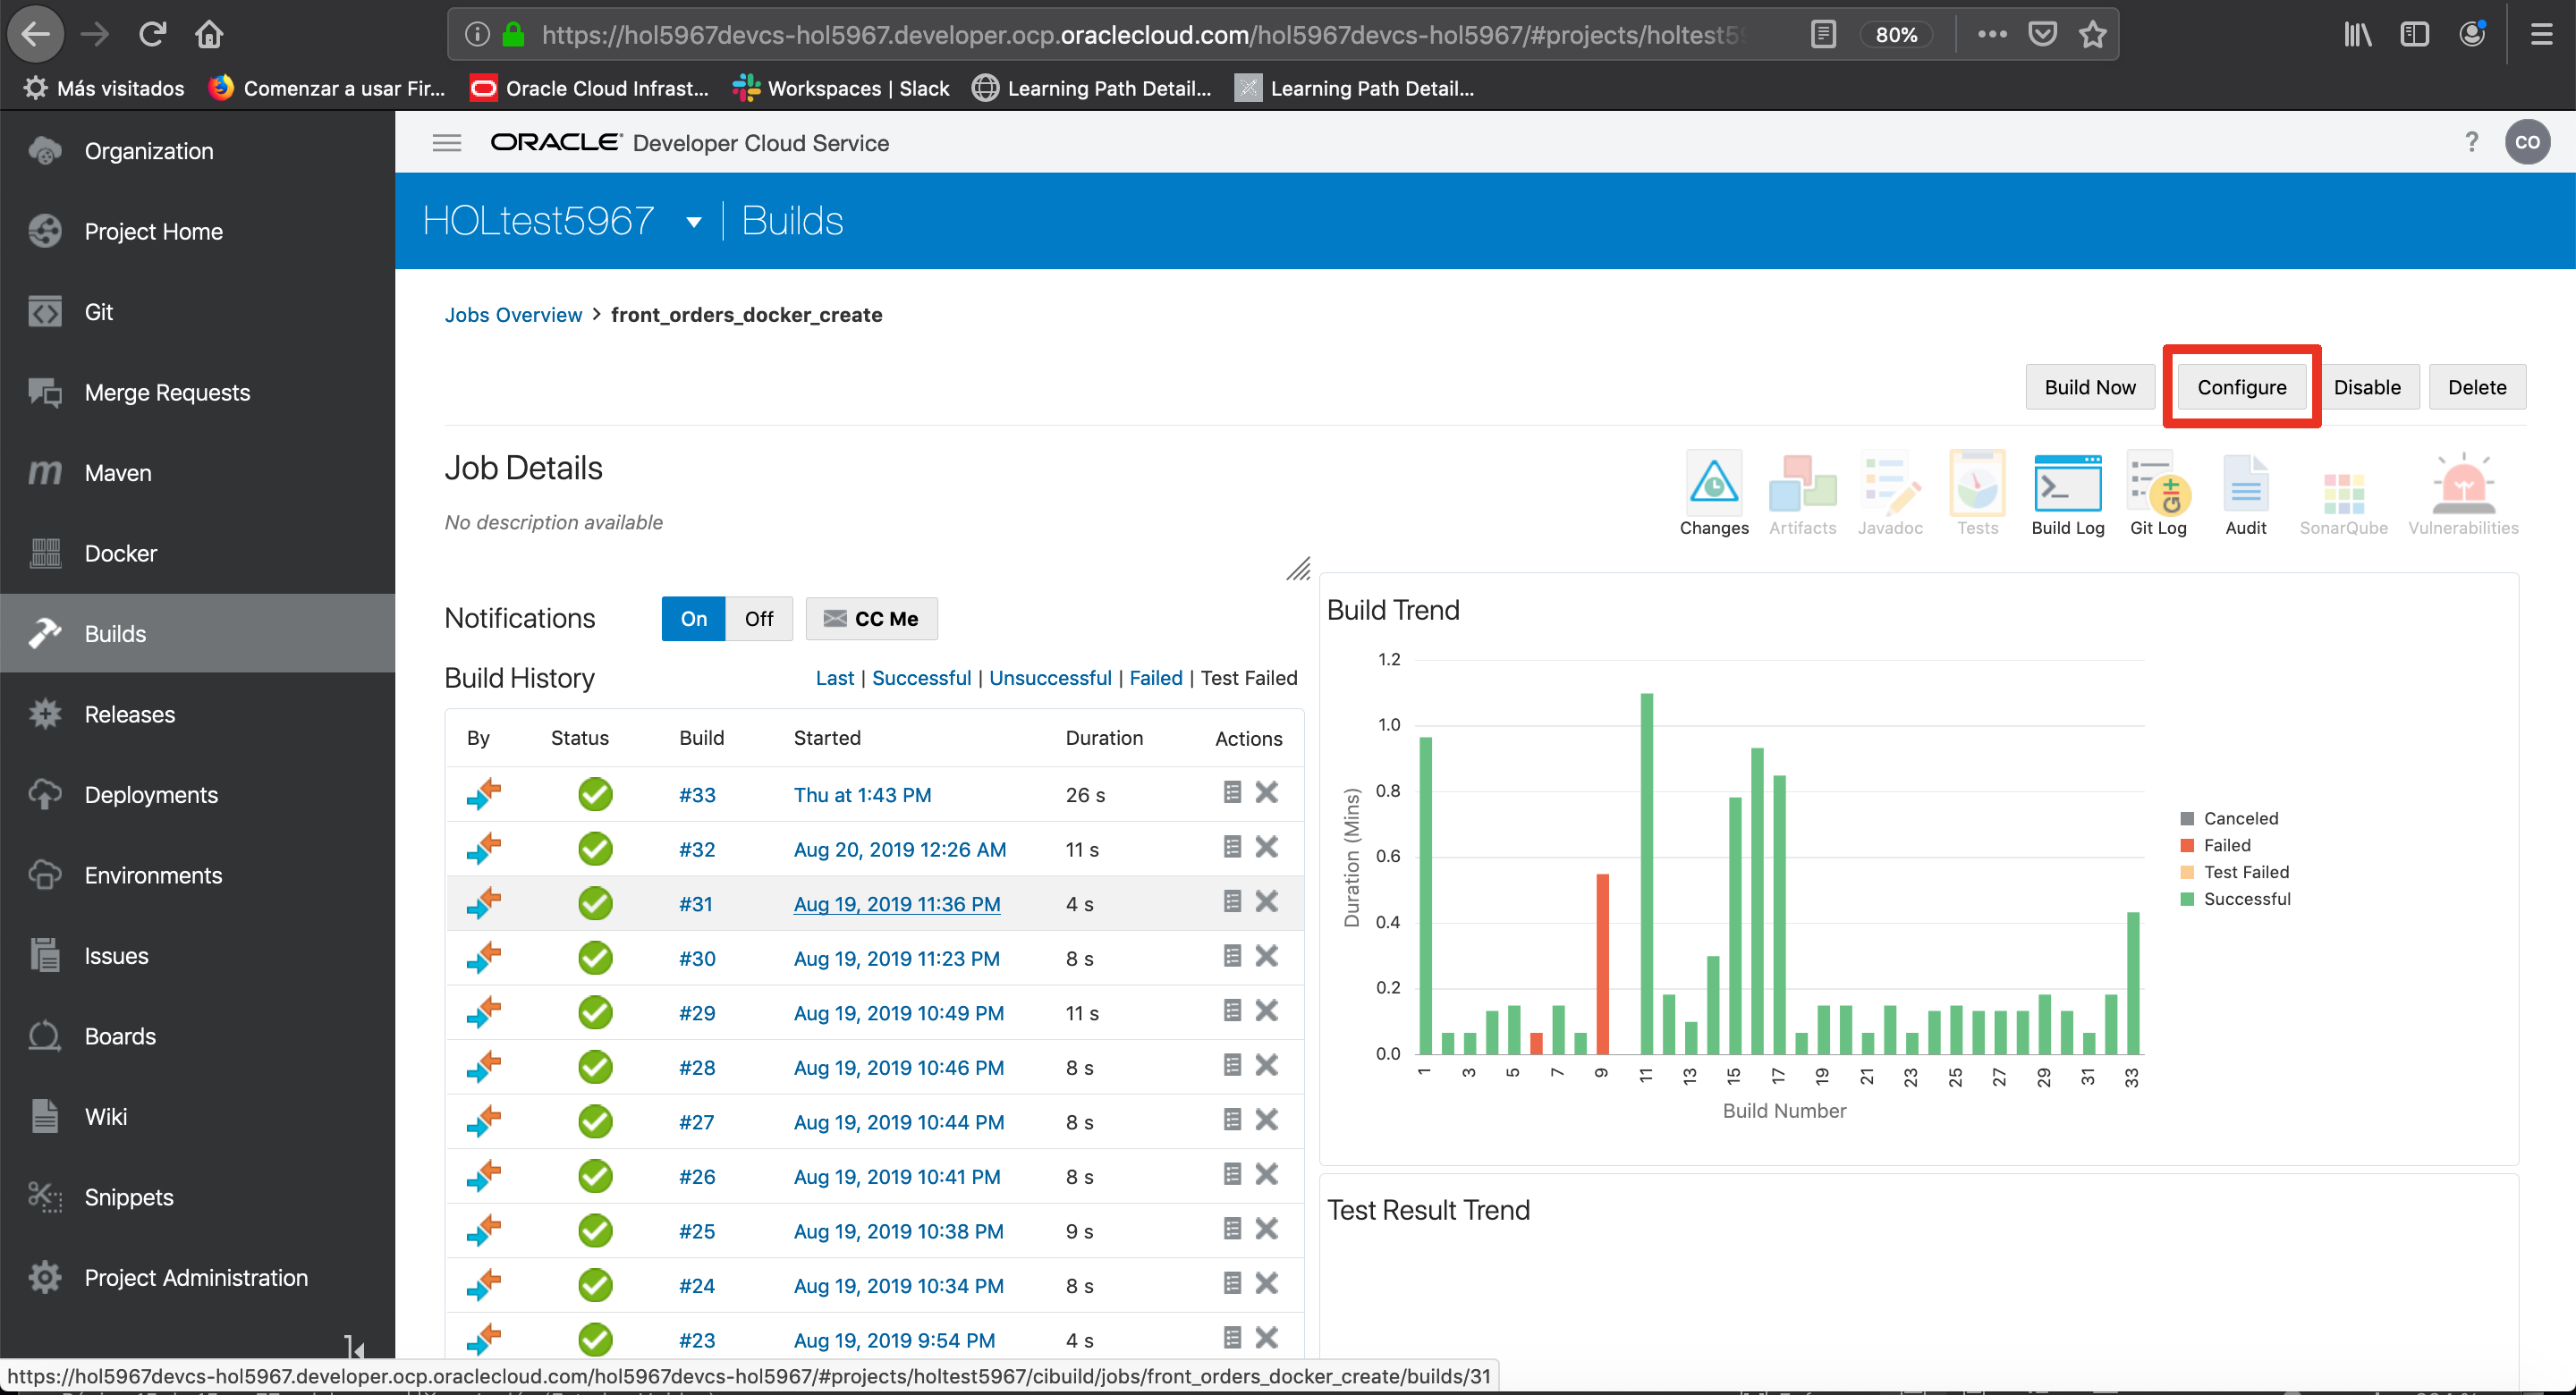 https://hol5967devcs-hol5967.developer.ocp.oraclecloud.com/hol5967devcs-hol5967/#projects/holtest59
80%
Más visitados
Comenzar a usar Fir...
Oracle Cloud Infrast...
Workspaces | Slack
Learning Path Detail...
Learning Path Detail...
Organization
Project Home
Git
Merge Requests
Maven
Docker
Builds
Releases
Deployments
Environments
Issues
Boards
Wiki
Snippets
Project Administration
ORACLE Developer Cloud Service
?
CO
HOLtest5967 | Builds
Jobs Overview > front_orders_docker_create
Build Now
Configure
Disable
Delete
Job Details
No description available
Changes
Artifacts
Javadoc
Tests
Build Log
Git Log
Audit
SonarQube
Vulnerabilities
Notifications
On
Off
CC Me
Build History
Last | Successful | Unsuccessful | Failed | Test Failed
By Status Build Started Duration Actions
#33 Thu at 1:43 PM 26 s
#32 Aug 20, 2019 12:26 AM 11 s
#31 Aug 19, 2019 11:36 PM 4 s
#30 Aug 19, 2019 11:23 PM 8 s
#29 Aug 19, 2019 10:49 PM 11 s
#28 Aug 19, 2019 10:46 PM 8 s
#27 Aug 19, 2019 10:44 PM 8 s
#26 Aug 19, 2019 10:41 PM 8 s
#25 Aug 19, 2019 10:38 PM 9 s
#24 Aug 19, 2019 10:34 PM 8 s
#23 Aug 19, 2019 9:54 PM 4 s
Build Trend
Duration (Mins)
1.2
1.0
0.8
0.6
0.4
0.2
0.0
1 3 5 7 9 11 13 15 17 19 21 23 25 27 29 31 33
Build Number
Canceled
Failed
Test Failed
Successful
Test Result Trend
https://hol5967devcs-hol5967.developer.ocp.oraclecloud.com/hol5967devcs-hol5967/#projects/holtest5967/cibuild/jobs/front_orders_docker_create/builds/31